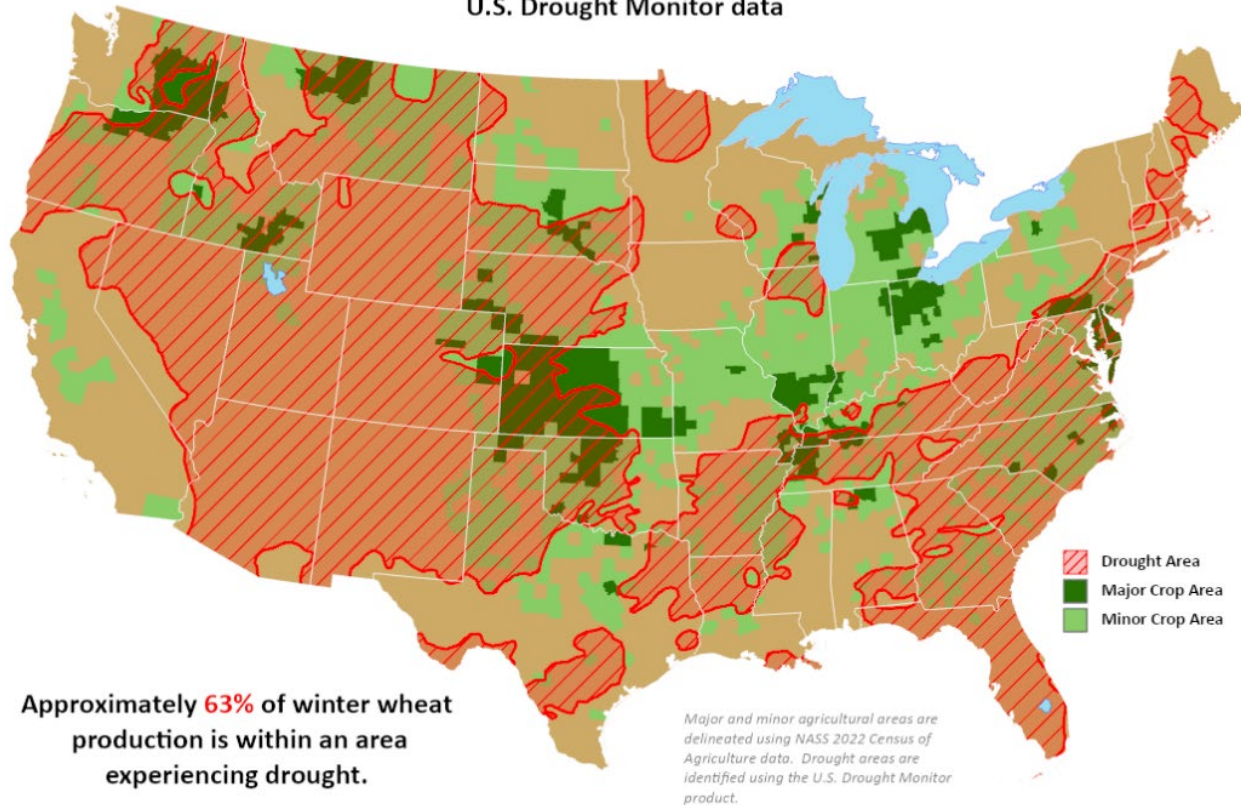 U.S. Drought Monitor data
Drought Area
Major Crop Area
Minor Crop Area
Approximately 63% of winter wheat
production is within an area
experiencing drought.
Major and minor agricultural areas are
delineated using NASS 2022 Census of
Agriculture data. Drought areas are
identified using the U.S. Drought Monitor
product.